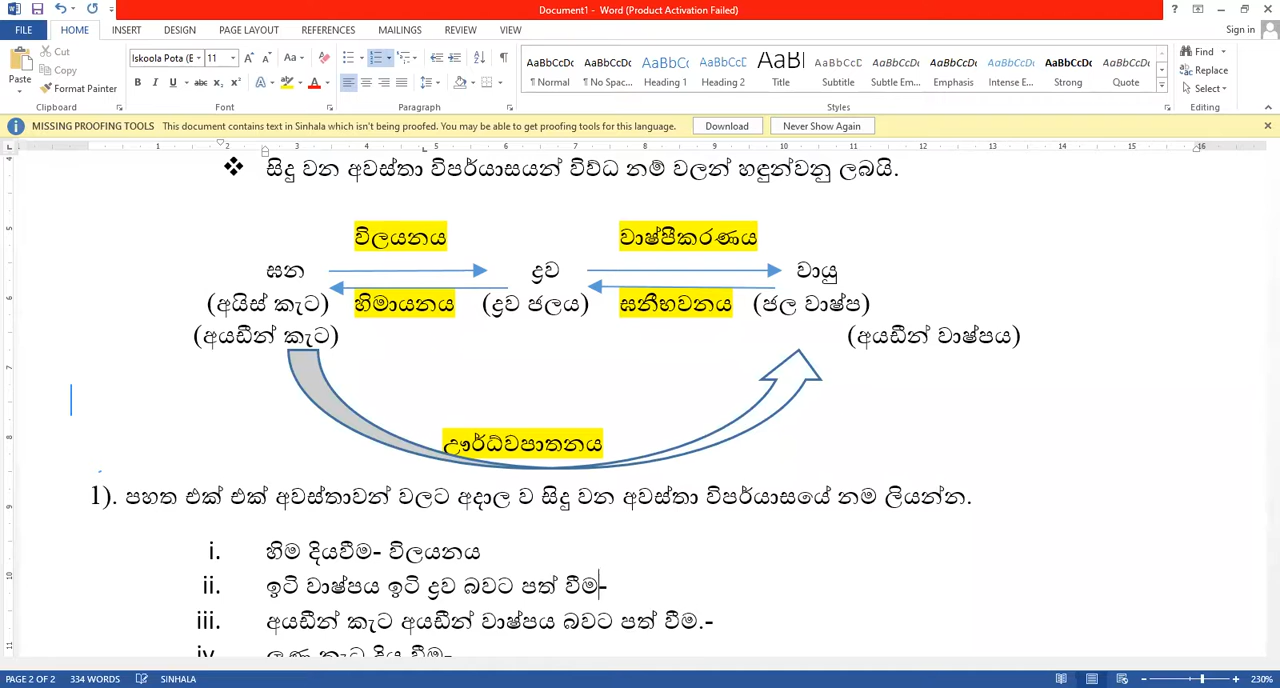 Document1 - Word (Product Activation Failed)
FILE HOME INSERT DESIGN PAGE LAYOUT REFERENCES MAILINGS REVIEW VIEW Sign in
Cut Iskoola Pota (E 11 Find
Paste Copy Replace
Format Painter Select
AaBbCcDc AaBbCcDc AaBbC AaBbCcC AaB AaBbCcC AaBbCcDc AaBbCcDc AaBbCcDc AaBbCcDc AaBbCcDc
¶ Normal ¶ No Spac... Heading 1 Heading 2 Title Subtitle Subtle Em... Emphasis Intense E... Strong Quote
Clipboard Font Paragraph Styles Editing
MISSING PROOFING TOOLS This document contains text in Sinhala which isn't being proofed. You may be able to get proofing tools for this language. Download Never Show Again
❖ සිදු වන අවස්තා විපර්යාසයන් විව්ධ නම් වලන් හඳුන්වනු ලබයි.
විලයනය වාෂ්පීකරණය
ඝන ද්‍රව වායු
(අයිස් කැට) හිමායනය (ද්‍රව ජලය) ඝනීභවනය (ජල වාෂ්ප)
(අයඩීන් කැට) (අයඩීන් වාෂ්පය)
ඌර්ධ්වපාතනය
1). පහත එක් එක් අවස්තාවන් වලට අදාල ව සිදු වන අවස්තා විපර්යාසයේ නම ලියන්න.
i. හිම දියවීම- විලයනය
ii. ඉටි වාෂ්පය ඉටි ද්‍රව බවට පත් වීම-
iii. අයඩීන් කැට අයඩීන් වාෂ්පය බවට පත් වීම.-
iv. ලුණු කැට දිය වීම-
PAGE 2 OF 2 334 WORDS SINHALA 230%